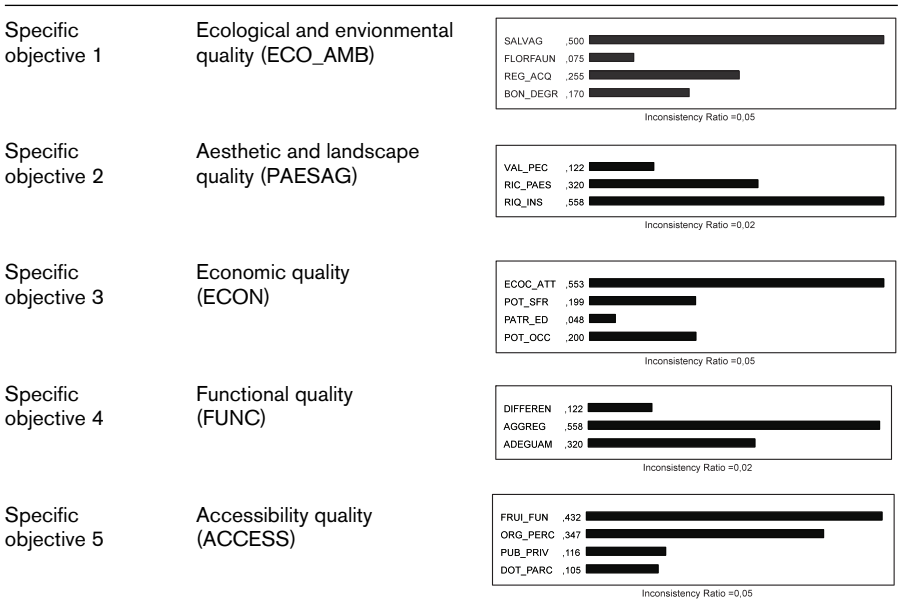 Specific
objective 1
Ecological and envionmental
quality (ECO_AMB)
SALVAG ,500
FLORFAUN ,075
REG_ACQ ,255
BON_DEGR ,170
Inconsistency Ratio =0,05
Specific
objective 2
Aesthetic and landscape
quality (PAESAG)
VAL_PEC ,122
RIC_PAES ,320
RIQ_INS ,558
Inconsistency Ratio =0,02
Specific
objective 3
Economic quality
(ECON)
ECOC_ATT ,553
POT_SFR ,199
PATR_ED ,048
POT_OCC ,200
Inconsistency Ratio =0,05
Specific
objective 4
Functional quality
(FUNC)
DIFFEREN ,122
AGGREG ,558
ADEGUAM ,320
Inconsistency Ratio =0,02
Specific
objective 5
Accessibility quality
(ACCESS)
FRUI_FUN ,432
ORG_PERC ,347
PUB_PRIV ,116
DOT_PARC ,105
Inconsistency Ratio =0,05